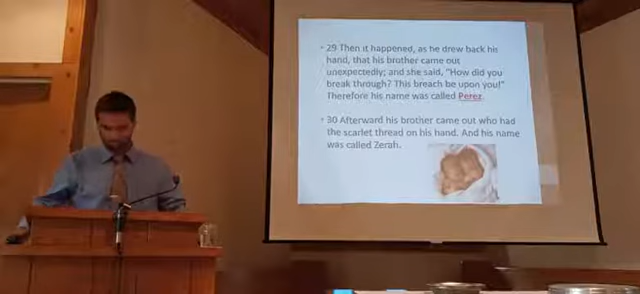 • 29 Then it happened, as he drew back his
hand, that his brother came out
unexpectedly; and she said, "How did you
break through? This breach be upon you!"
Therefore his name was called Perez.
• 30 Afterward his brother came out who had
the scarlet thread on his hand. And his name
was called Zerah.